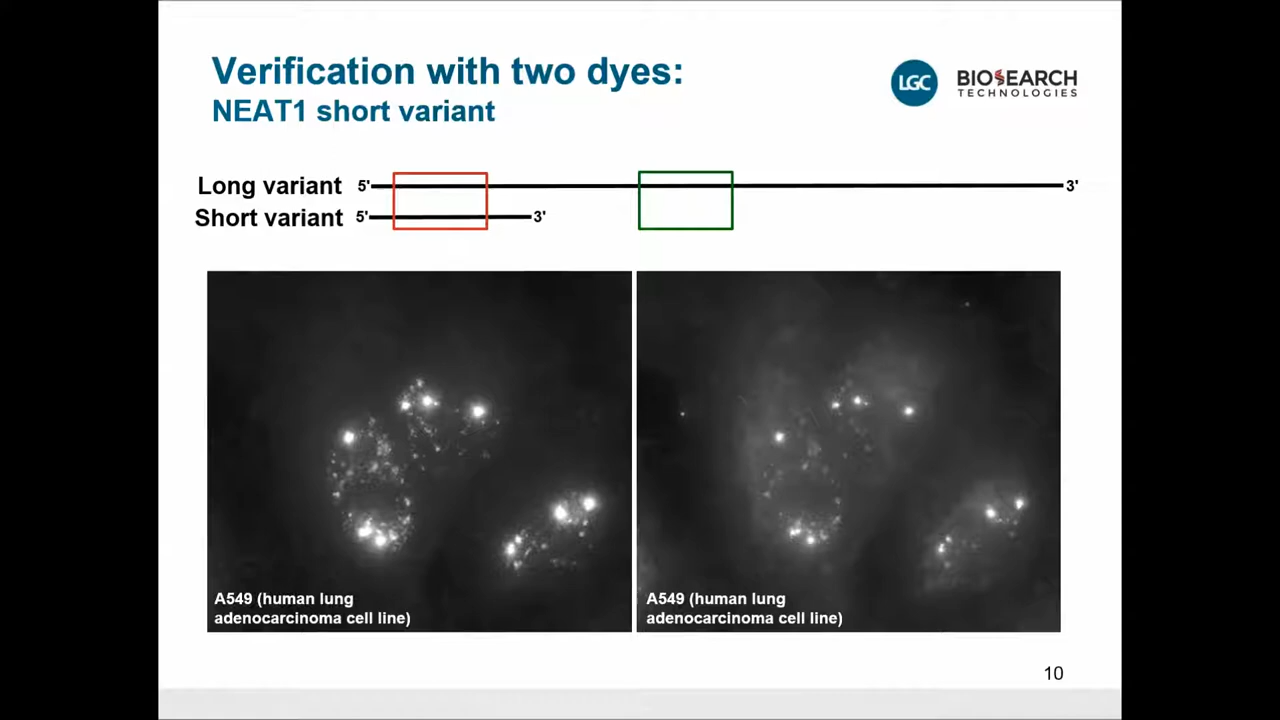 Verification with two dyes:
NEAT1 short variant
LGC
BIOSEARCH
TECHNOLOGIES
Long variant 5' 3'
Short variant 5' 3'
A549 (human lung
adenocarcinoma cell line)
A549 (human lung
adenocarcinoma cell line)
10